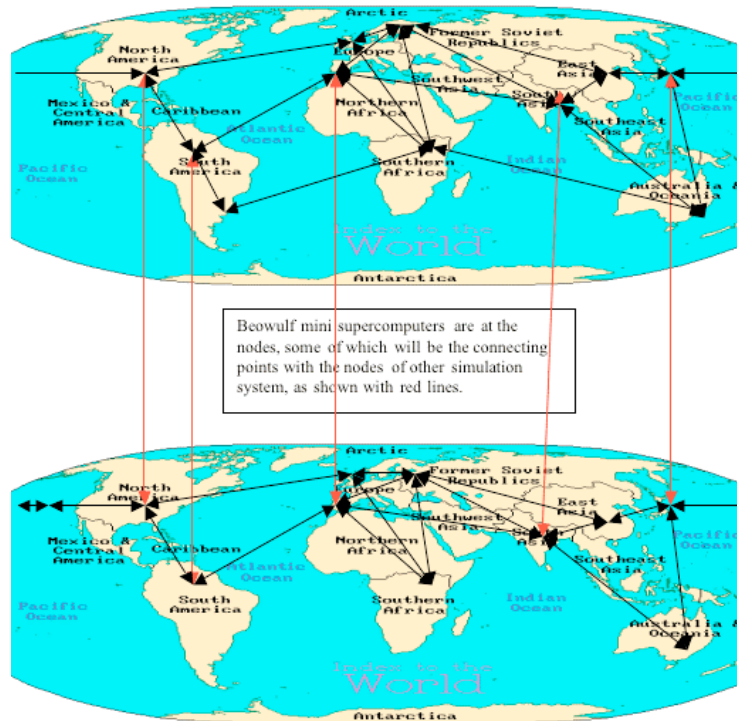 Arctic
North
America
Former Soviet
Republics
Europe
East
Asia
Southwest
Asia
South
Asia
Pacific
Ocean
Mexico &
Central
America
Caribbean
Northern
Africa
Southeast
Asia
Atlantic
Ocean
Pacific
Ocean
South
America
Southern
Africa
Indian
Ocean
Australia &
Oceania
Index to the
World
Antarctica
Beowulf mini supercomputers are at the
nodes, some of which will be the connecting
points with the nodes of other simulation
system, as shown with red lines.
Arctic
North
America
Former Soviet
Republics
Europe
East
Asia
Southwest
Asia
South
Asia
Pacific
Ocean
Mexico &
Central
America
Caribbean
Northern
Africa
Southeast
Asia
Atlantic
Ocean
Pacific
Ocean
South
America
Southern
Africa
Indian
Ocean
Australia &
Oceania
Index to the
World
Antarctica